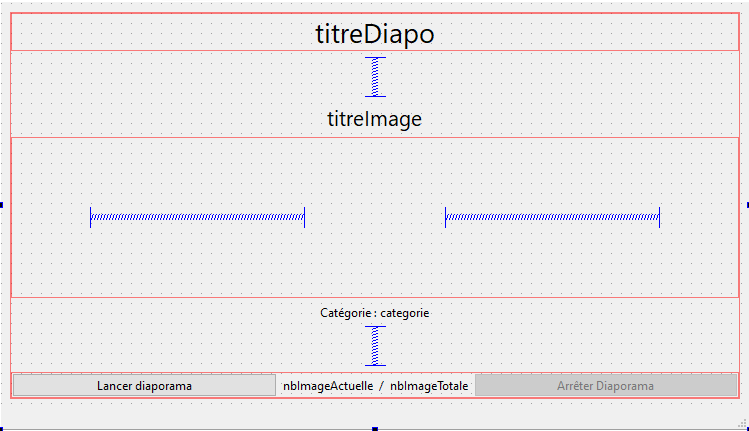 titreDiapo
titreImage
Catégorie : categorie
Lancer diaporama nbImageActuelle / nbImageTotale Arrêter Diaporama